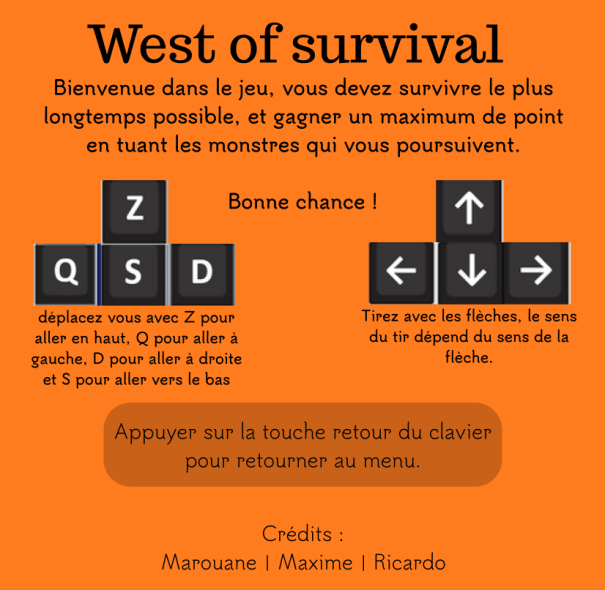 West of survival
Bienvenue dans le jeu, vous devez survivre le plus
longtemps possible, et gagner un maximum de point
en tuant les monstres qui vous poursuivent.
Bonne chance !
Z
Q S D
↑
← ↓ →
déplacez vous avec Z pour
aller en haut, Q pour aller à
gauche, D pour aller à droite
et S pour aller vers le bas
Tirez avec les flèches, le sens
du tir dépend du sens de la
flèche.
Appuyer sur la touche retour du clavier
pour retourner au menu.
Crédits :
Marouane | Maxime | Ricardo